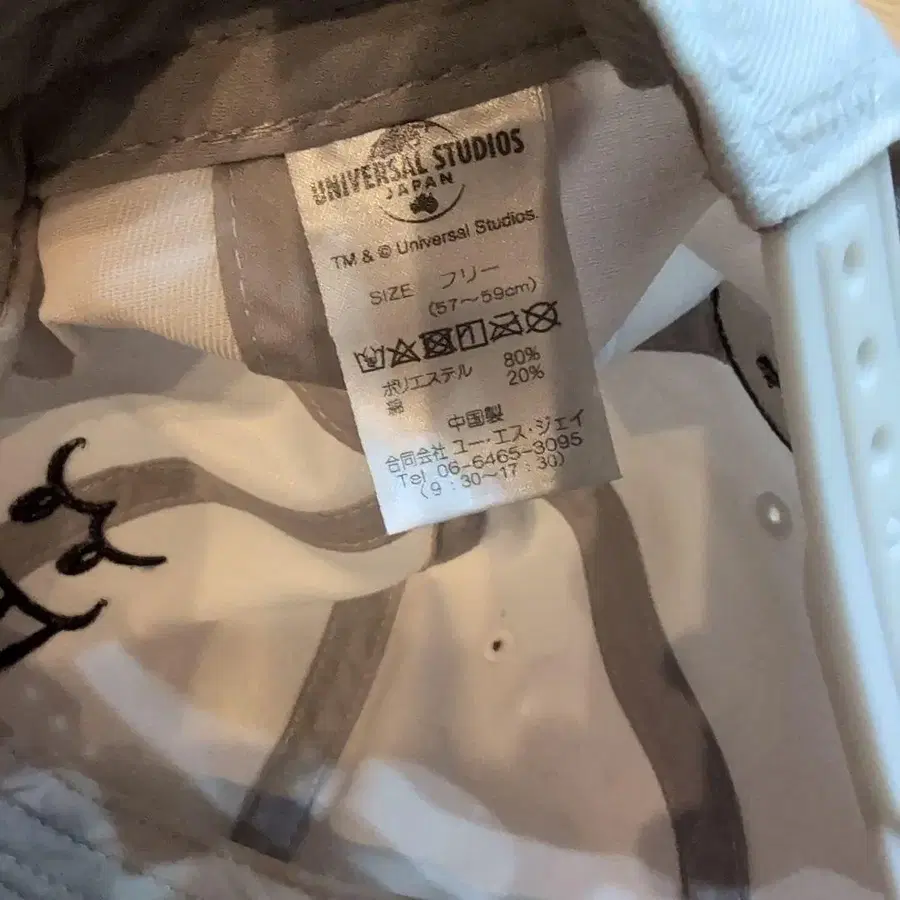 UNIVERSAL STUDIOS
JAPAN
TM & © Universal Studios.
SIZE フリー
(57〜59cm)
ポリエステル 80%
綿 20%
中国製
合同会社 ユー・エス・ジェイ
Tel 06-6465-3095
(9:30〜17:30)